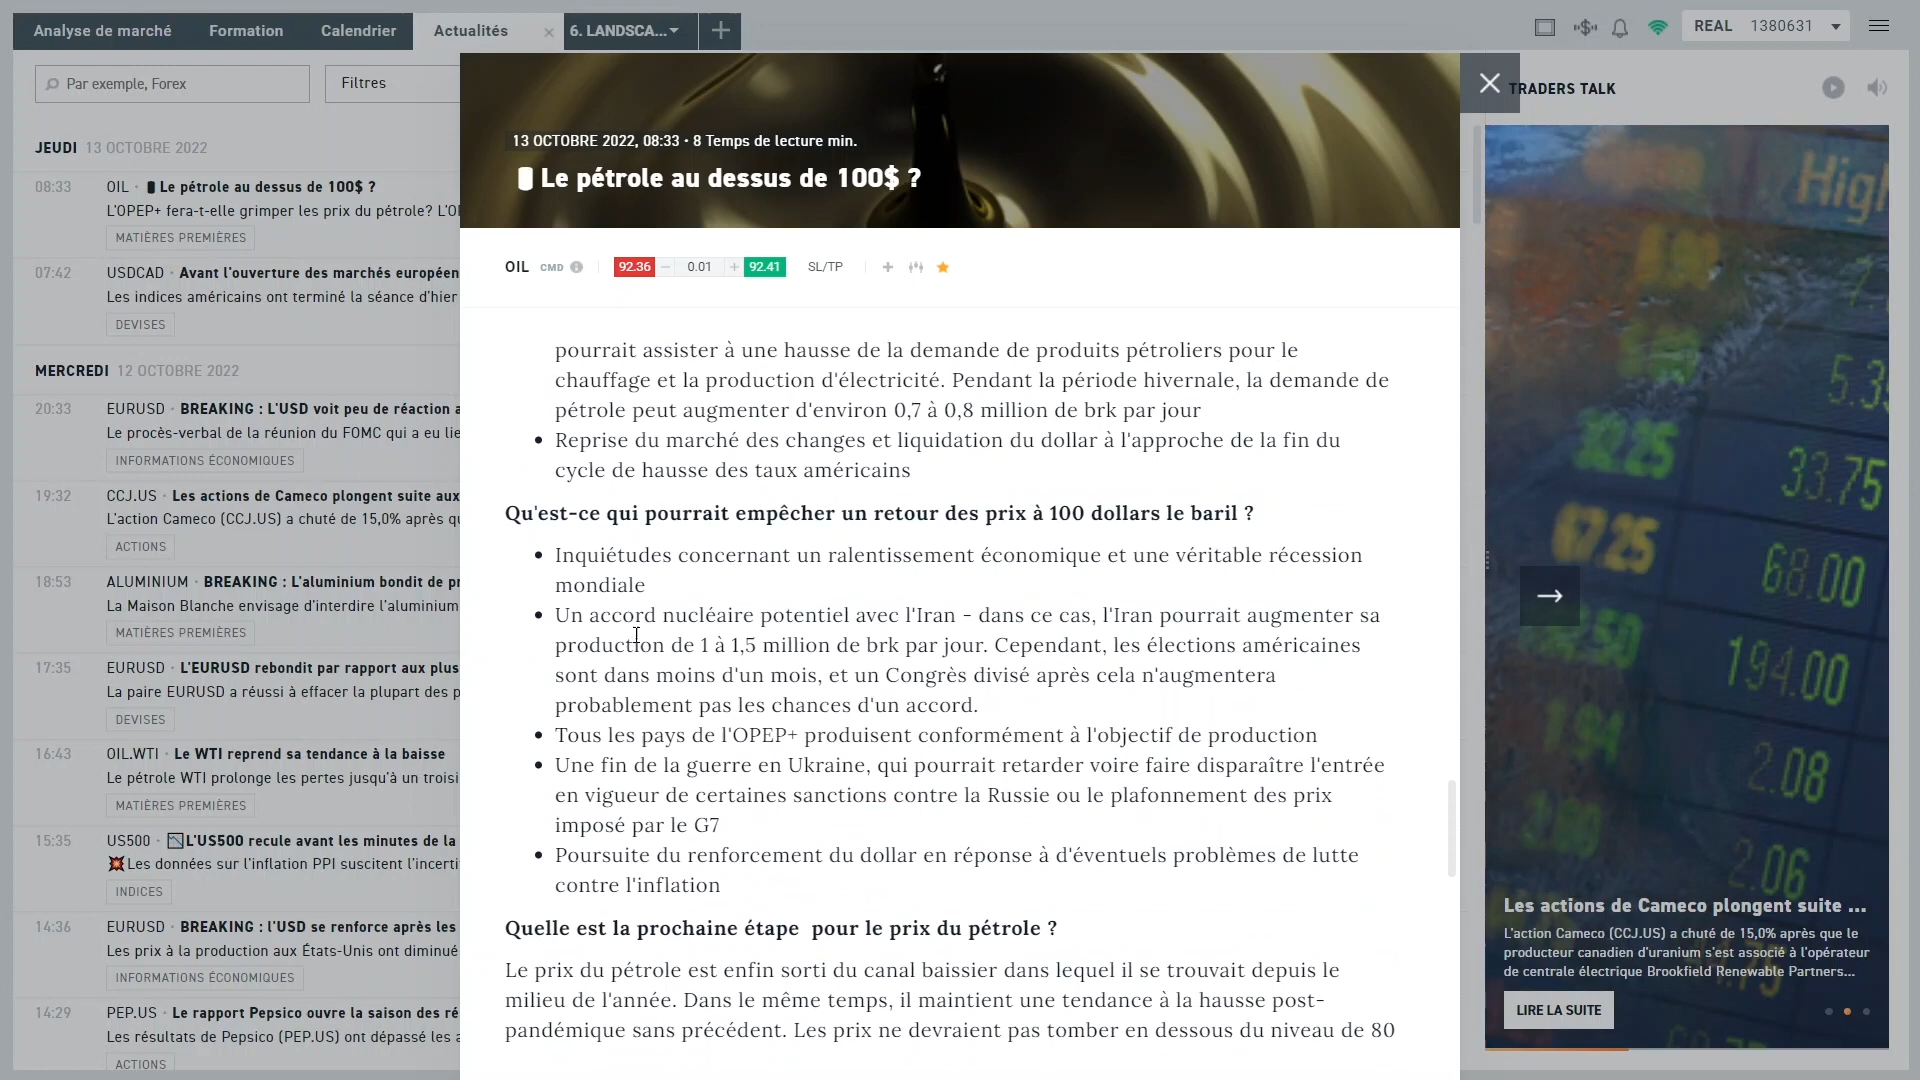 Analyse de marché
Formation
Calendrier
Actualités
6. LANDSCA...
REAL 1380631
Par exemple, Forex
Filtres
JEUDI 13 OCTOBRE 2022
08:33 OIL · Le pétrole au dessus de 100$ ?
L'OPEP+ fera-t-elle grimper les prix du pétrole?
MATIÈRES PREMIÈRES
07:42 USDCAD · Avant l'ouverture des marchés européen
Les indices américains ont terminé la séance d'hier
DEVISES
MERCREDI 12 OCTOBRE 2022
20:33 EURUSD · BREAKING : L'USD voit peu de réaction a
Le procès-verbal de la réunion du FOMC qui a eu lie
INFORMATIONS ÉCONOMIQUES
19:32 CCJ.US · Les actions de Cameco plongent suite aux
L'action Cameco (CCJ.US) a chuté de 15,0% après qu
ACTIONS
18:53 ALUMINIUM · BREAKING : L'aluminium bondit de pr
La Maison Blanche envisage d'interdire l'aluminium
MATIÈRES PREMIÈRES
17:35 EURUSD · L'EURUSD rebondit par rapport aux plus
La paire EURUSD a réussi à effacer la plupart des p
DEVISES
16:43 OIL.WTI · Le WTI reprend sa tendance à la baisse
Le pétrole WTI prolonge les pertes jusqu'à un troisi
MATIÈRES PREMIÈRES
15:35 US500 · L'US500 recule avant les minutes de la
Les données sur l'inflation PPI suscitent l'incerti
INDICES
14:36 EURUSD · BREAKING : l'USD se renforce après les
Les prix à la production aux États-Unis ont diminué
INFORMATIONS ÉCONOMIQUES
14:29 PEP.US · Le rapport Pepsico ouvre la saison des ré
Les résultats de Pepsico (PEP.US) ont dépassé les a
ACTIONS
13 OCTOBRE 2022, 08:33 · 8 Temps de lecture min.
Le pétrole au dessus de 100$ ?
OIL CMD 92.36 − 0.01 + 92.41 SL/TP
pourrait assister à une hausse de la demande de produits pétroliers pour le
chauffage et la production d'électricité. Pendant la période hivernale, la demande de
pétrole peut augmenter d'environ 0,7 à 0,8 million de brk par jour
• Reprise du marché des changes et liquidation du dollar à l'approche de la fin du
cycle de hausse des taux américains
Qu'est-ce qui pourrait empêcher un retour des prix à 100 dollars le baril ?
• Inquiétudes concernant un ralentissement économique et une véritable récession
mondiale
• Un accord nucléaire potentiel avec l'Iran - dans ce cas, l'Iran pourrait augmenter sa
production de 1 à 1,5 million de brk par jour. Cependant, les élections américaines
sont dans moins d'un mois, et un Congrès divisé après cela n'augmentera
probablement pas les chances d'un accord.
• Tous les pays de l'OPEP+ produisent conformément à l'objectif de production
• Une fin de la guerre en Ukraine, qui pourrait retarder voire faire disparaître l'entrée
en vigueur de certaines sanctions contre la Russie ou le plafonnement des prix
imposé par le G7
• Poursuite du renforcement du dollar en réponse à d'éventuels problèmes de lutte
contre l'inflation
Quelle est la prochaine étape pour le prix du pétrole ?
Le prix du pétrole est enfin sorti du canal baissier dans lequel il se trouvait depuis le
milieu de l'année. Dans le même temps, il maintient une tendance à la hausse post-
pandémique sans précédent. Les prix ne devraient pas tomber en dessous du niveau de 80
TRADERS TALK
High
32.25
33.75
67.25
68.00
194.00
2.08
2.06
Les actions de Cameco plongent suite ...
L'action Cameco (CCJ.US) a chuté de 15,0% après que le
producteur canadien d'uranium s'est associé à l'opérateur
de centrale électrique Brookfield Renewable Partners...
LIRE LA SUITE